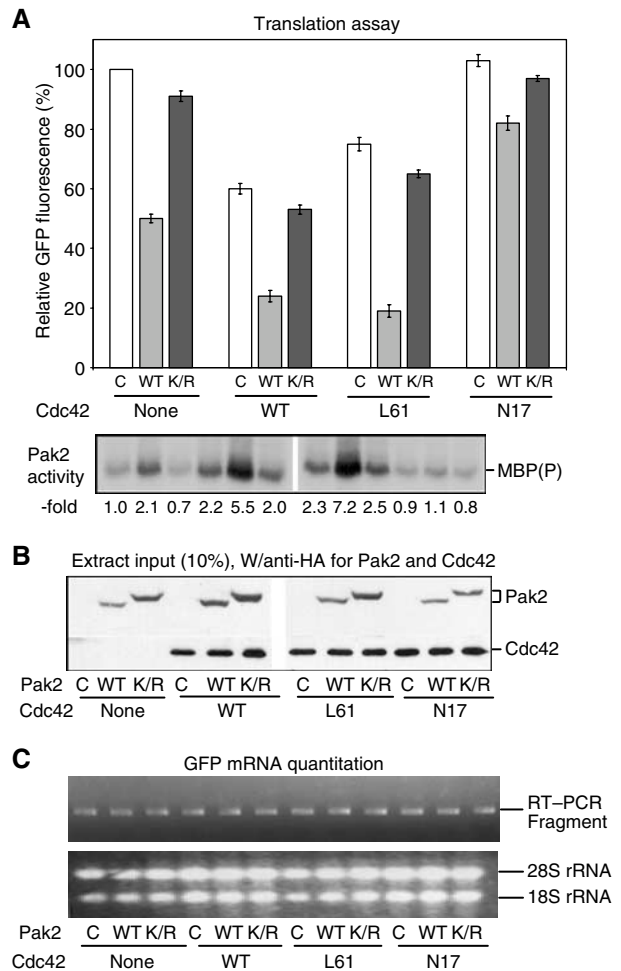 A
Translation assay
Relative GFP fluorescence (%)
100
80
60
40
20
0
C WT K/R C WT K/R C WT K/R C WT K/R
Cdc42 None WT L61 N17
Pak2 activity
MBP(P)
-fold 1.0 2.1 0.7 2.2 5.5 2.0 2.3 7.2 2.5 0.9 1.1 0.8
B
Extract input (10%), W/anti-HA for Pak2 and Cdc42
Pak2
Cdc42
Pak2 C WT K/R C WT K/R C WT K/R C WT K/R
Cdc42 None WT L61 N17
C
GFP mRNA quantitation
RT–PCR
Fragment
28S rRNA
18S rRNA
Pak2 C WT K/R C WT K/R C WT K/R C WT K/R
Cdc42 None WT L61 N17